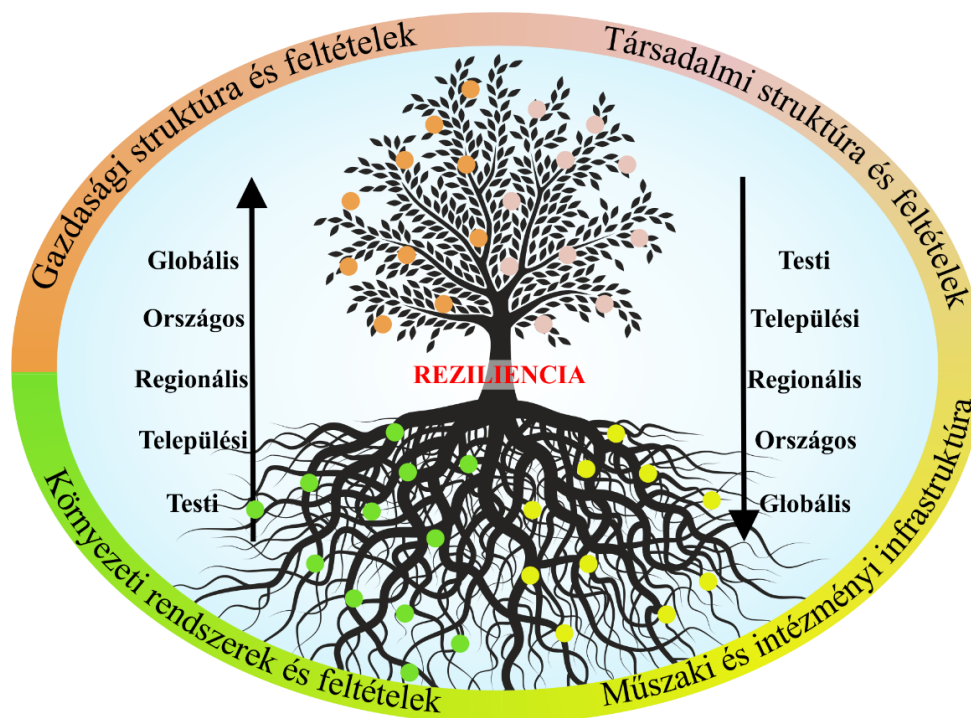 Gazdasági struktúra és feltételek
Társadalmi struktúra és feltételek
Globális
Országos
Regionális
Települési
Testi
REZILIENCIA
Testi
Települési
Regionális
Országos
Globális
Környezeti rendszerek és feltételek
Műszaki és intézményi infrastruktúra